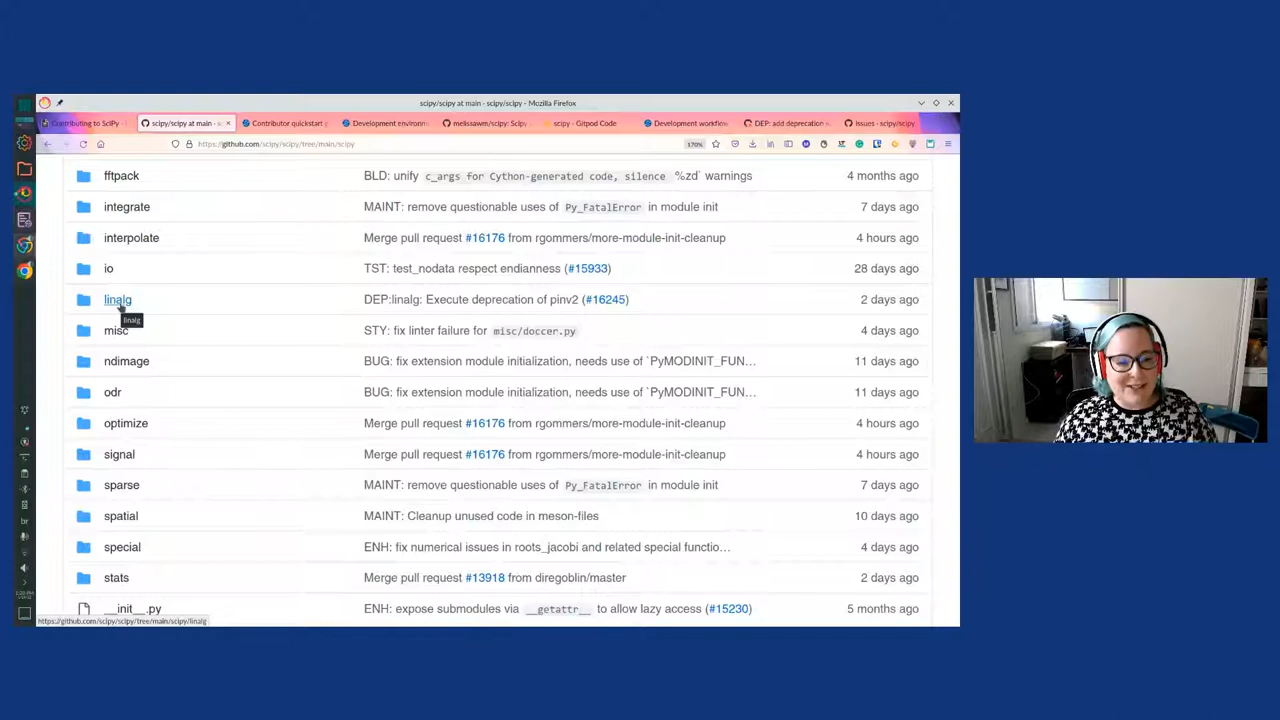 scipy/scipy at main · scipy/scipy - Mozilla Firefox
Contributing to SciPy
scipy/scipy at main · s
Contributor quickstart g
Development environ
melissawm/scipy: Scip
scipy - Gitpod Code
Development workflow
DEP: add deprecation w
Issues · scipy/scipy
https://github.com/scipy/scipy/tree/main/scipy
170%
fftpack BLD: unify c_args for Cython-generated code, silence `%zd` warnings 4 months ago
integrate MAINT: remove questionable uses of Py_FatalError in module init 7 days ago
interpolate Merge pull request #16176 from rgommers/more-module-init-cleanup 4 hours ago
io TST: test_nodata respect endianness (#15933) 28 days ago
linalg DEP:linalg: Execute deprecation of pinv2 (#16245) 2 days ago
linalg
misc STY: fix linter failure for misc/doccer.py 4 days ago
ndimage BUG: fix extension module initialization, needs use of `PyMODINIT_FUN… 11 days ago
odr BUG: fix extension module initialization, needs use of `PyMODINIT_FUN… 11 days ago
optimize Merge pull request #16176 from rgommers/more-module-init-cleanup 4 hours ago
signal Merge pull request #16176 from rgommers/more-module-init-cleanup 4 hours ago
sparse MAINT: remove questionable uses of Py_FatalError in module init 7 days ago
spatial MAINT: Cleanup unused code in meson-files 10 days ago
special ENH: fix numerical issues in roots_jacobi and related special functio… 4 days ago
stats Merge pull request #13918 from diregoblin/master 2 days ago
__init__.py ENH: expose submodules via __getattr__ to allow lazy access (#15230) 5 months ago
https://github.com/scipy/scipy/tree/main/scipy/linalg
br